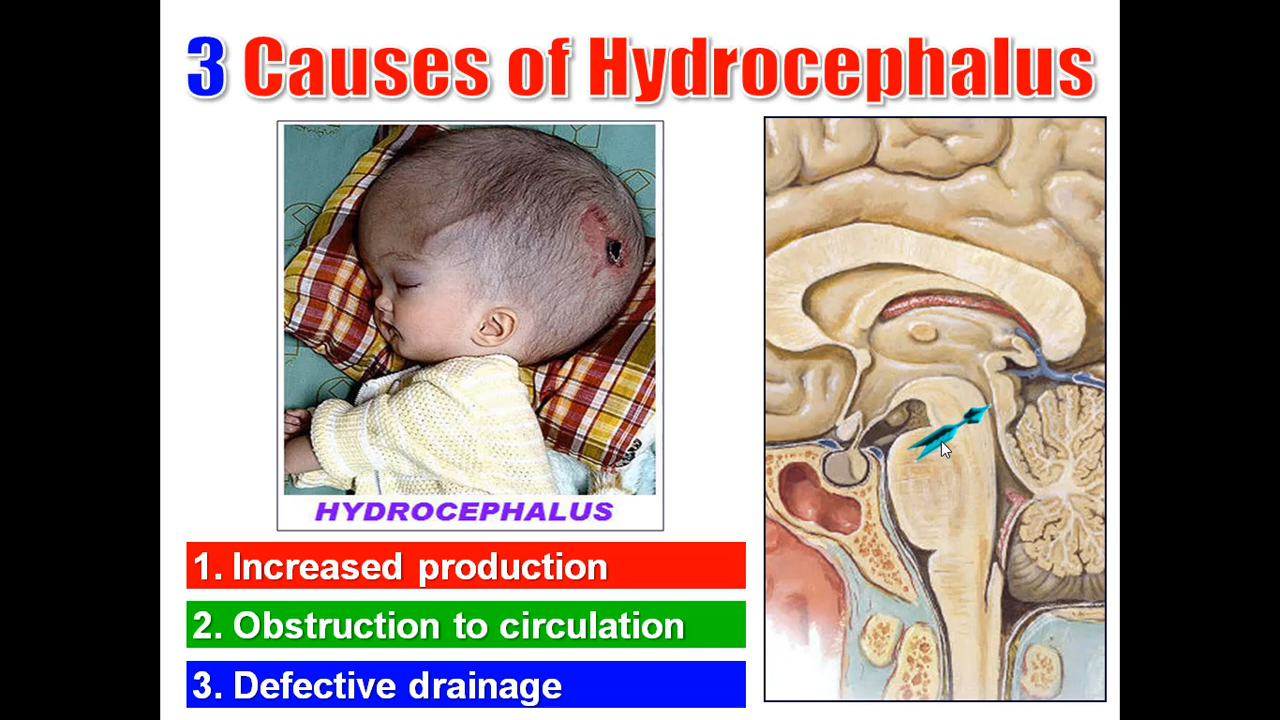 3 Causes of Hydrocephalus
HYDROCEPHALUS
1. Increased production
2. Obstruction to circulation
3. Defective drainage